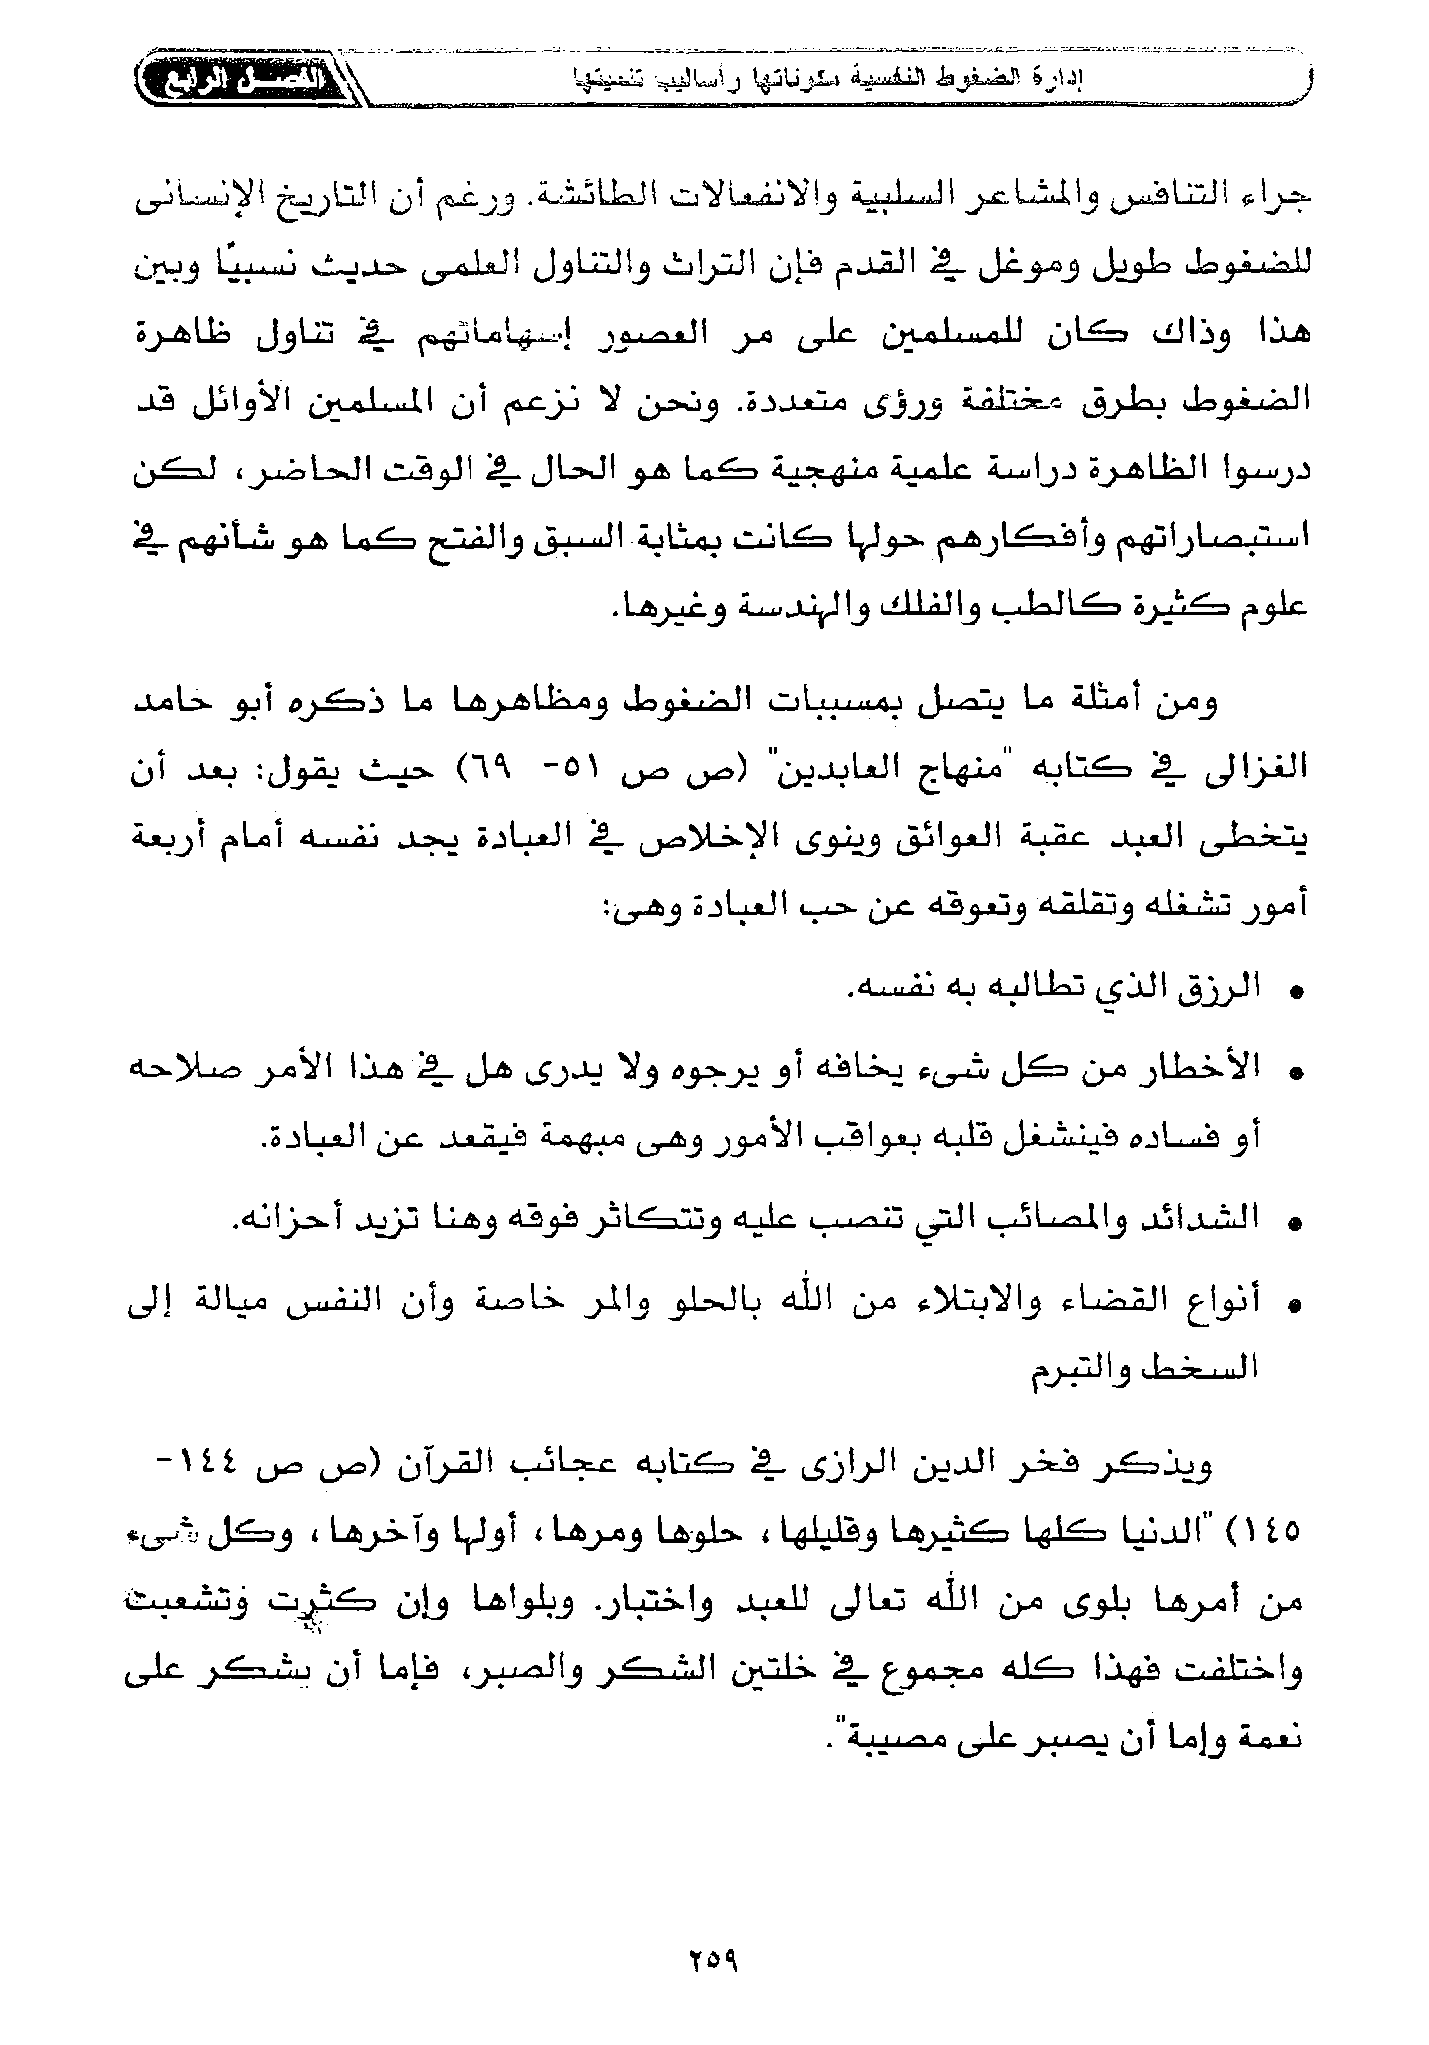 إدارة الضغوط النفسية مكوناتها وأساليب تنميتها
الفصل الرابع
جراء التنافس والمشاعر السلبية والانفعالات الطائشة. ورغم أن التاريخ الإنسانى
للضغوط طويل وموغل في القدم فإن التراث والتناول العلمى حديث نسبيًا وبين
هذا وذاك كان للمسلمين على مر العصور إسهاماتهم في تناول ظاهرة
الضغوط بطرق مختلفة ورؤى متعددة. ونحن لا نزعم أن المسلمين الأوائل قد
درسوا الظاهرة دراسة علمية منهجية كما هو الحال في الوقت الحاضر، لكن
استبصاراتهم وأفكارهم حولها كانت بمثابة السبق والفتح كما هو شأنهم في
علوم كثيرة كالطب والفلك والهندسة وغيرها.
ومن أمثلة ما يتصل بمسببات الضغوط ومظاهرها ما ذكره أبو حامد
الغزالى في كتابه "منهاج العابدين" (ص ص ٥١- ٦٩) حيث يقول: بعد أن
يتخطى العبد عقبة العوائق وينوى الإخلاص في العبادة يجد نفسه أمام أربعة
أمور تشغله وتقلقه وتعوقه عن حب العبادة وهى:
• الرزق الذي تطالبه به نفسه.
• الأخطار من كل شىء يخافه أو يرجوه ولا يدرى هل في هذا الأمر صلاحه
أو فساده فينشغل قلبه بعواقب الأمور وهى مبهمة فيقعد عن العبادة.
• الشدائد والمصائب التي تنصب عليه وتتكاثر فوقه وهنا تزيد أحزانه.
• أنواع القضاء والابتلاء من الله بالحلو والمر خاصة وأن النفس ميالة إلى
السخط والتبرم
ويذكر فخر الدين الرازى في كتابه عجائب القرآن (ص ص ١٤٤-
١٤٥) "الدنيا كلها كثيرها وقليلها، حلوها ومرها، أولها وآخرها، وكل شىء
من أمرها بلوى من الله تعالى للعبد واختبار. وبلواها وإن كثرت وتشعبت
واختلفت فهذا كله مجموع في خلتين الشكر والصبر، فإما أن يشكر على
نعمة وإما أن يصبر على مصيبة".
٢٥٩